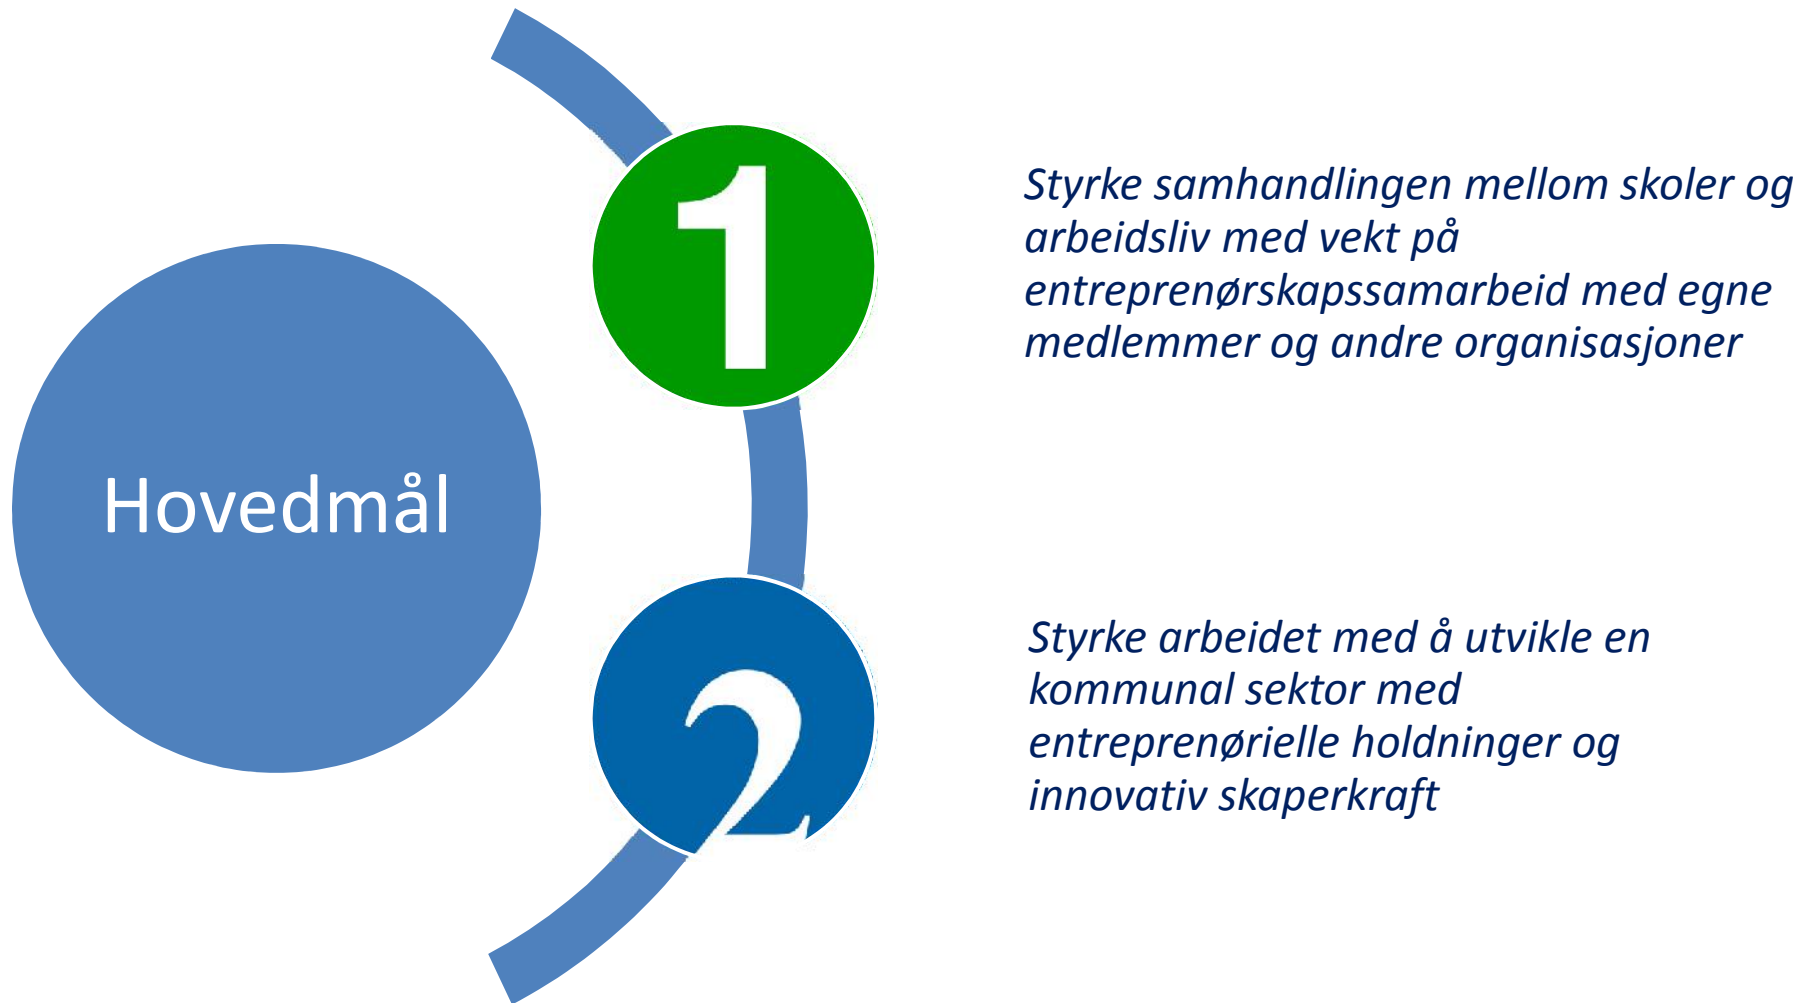 Hovedmål
1
Styrke samhandlingen mellom skoler og
arbeidsliv med vekt på
entreprenørskapssamarbeid med egne
medlemmer og andre organisasjoner
2
Styrke arbeidet med å utvikle en
kommunal sektor med
entreprenørielle holdninger og
innovativ skaperkraft